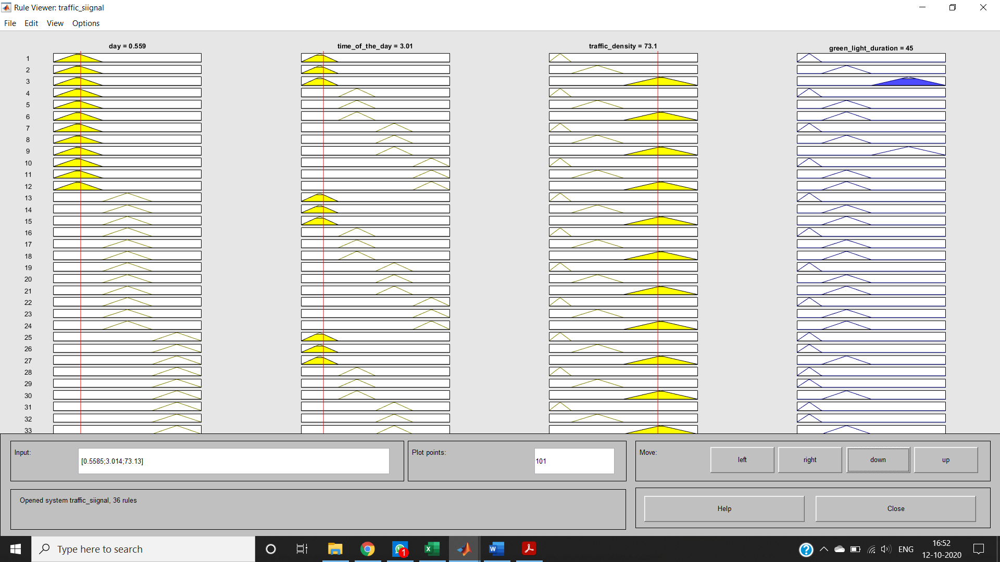 Rule Viewer: traffic_siignal
File Edit View Options
day = 0.559
time_of_the_day = 3.01
traffic_density = 73.1
green_light_duration = 45
1
2
3
4
5
6
7
8
9
10
11
12
13
14
15
16
17
18
19
20
21
22
23
24
25
26
27
28
29
30
31
32
33
Input:
[0.5585;3.014;73.13]
Plot points:
101
Move:
left
right
down
up
Opened system traffic_siignal, 36 rules
Help
Close
Type here to search
1
ENG
16:52
12-10-2020